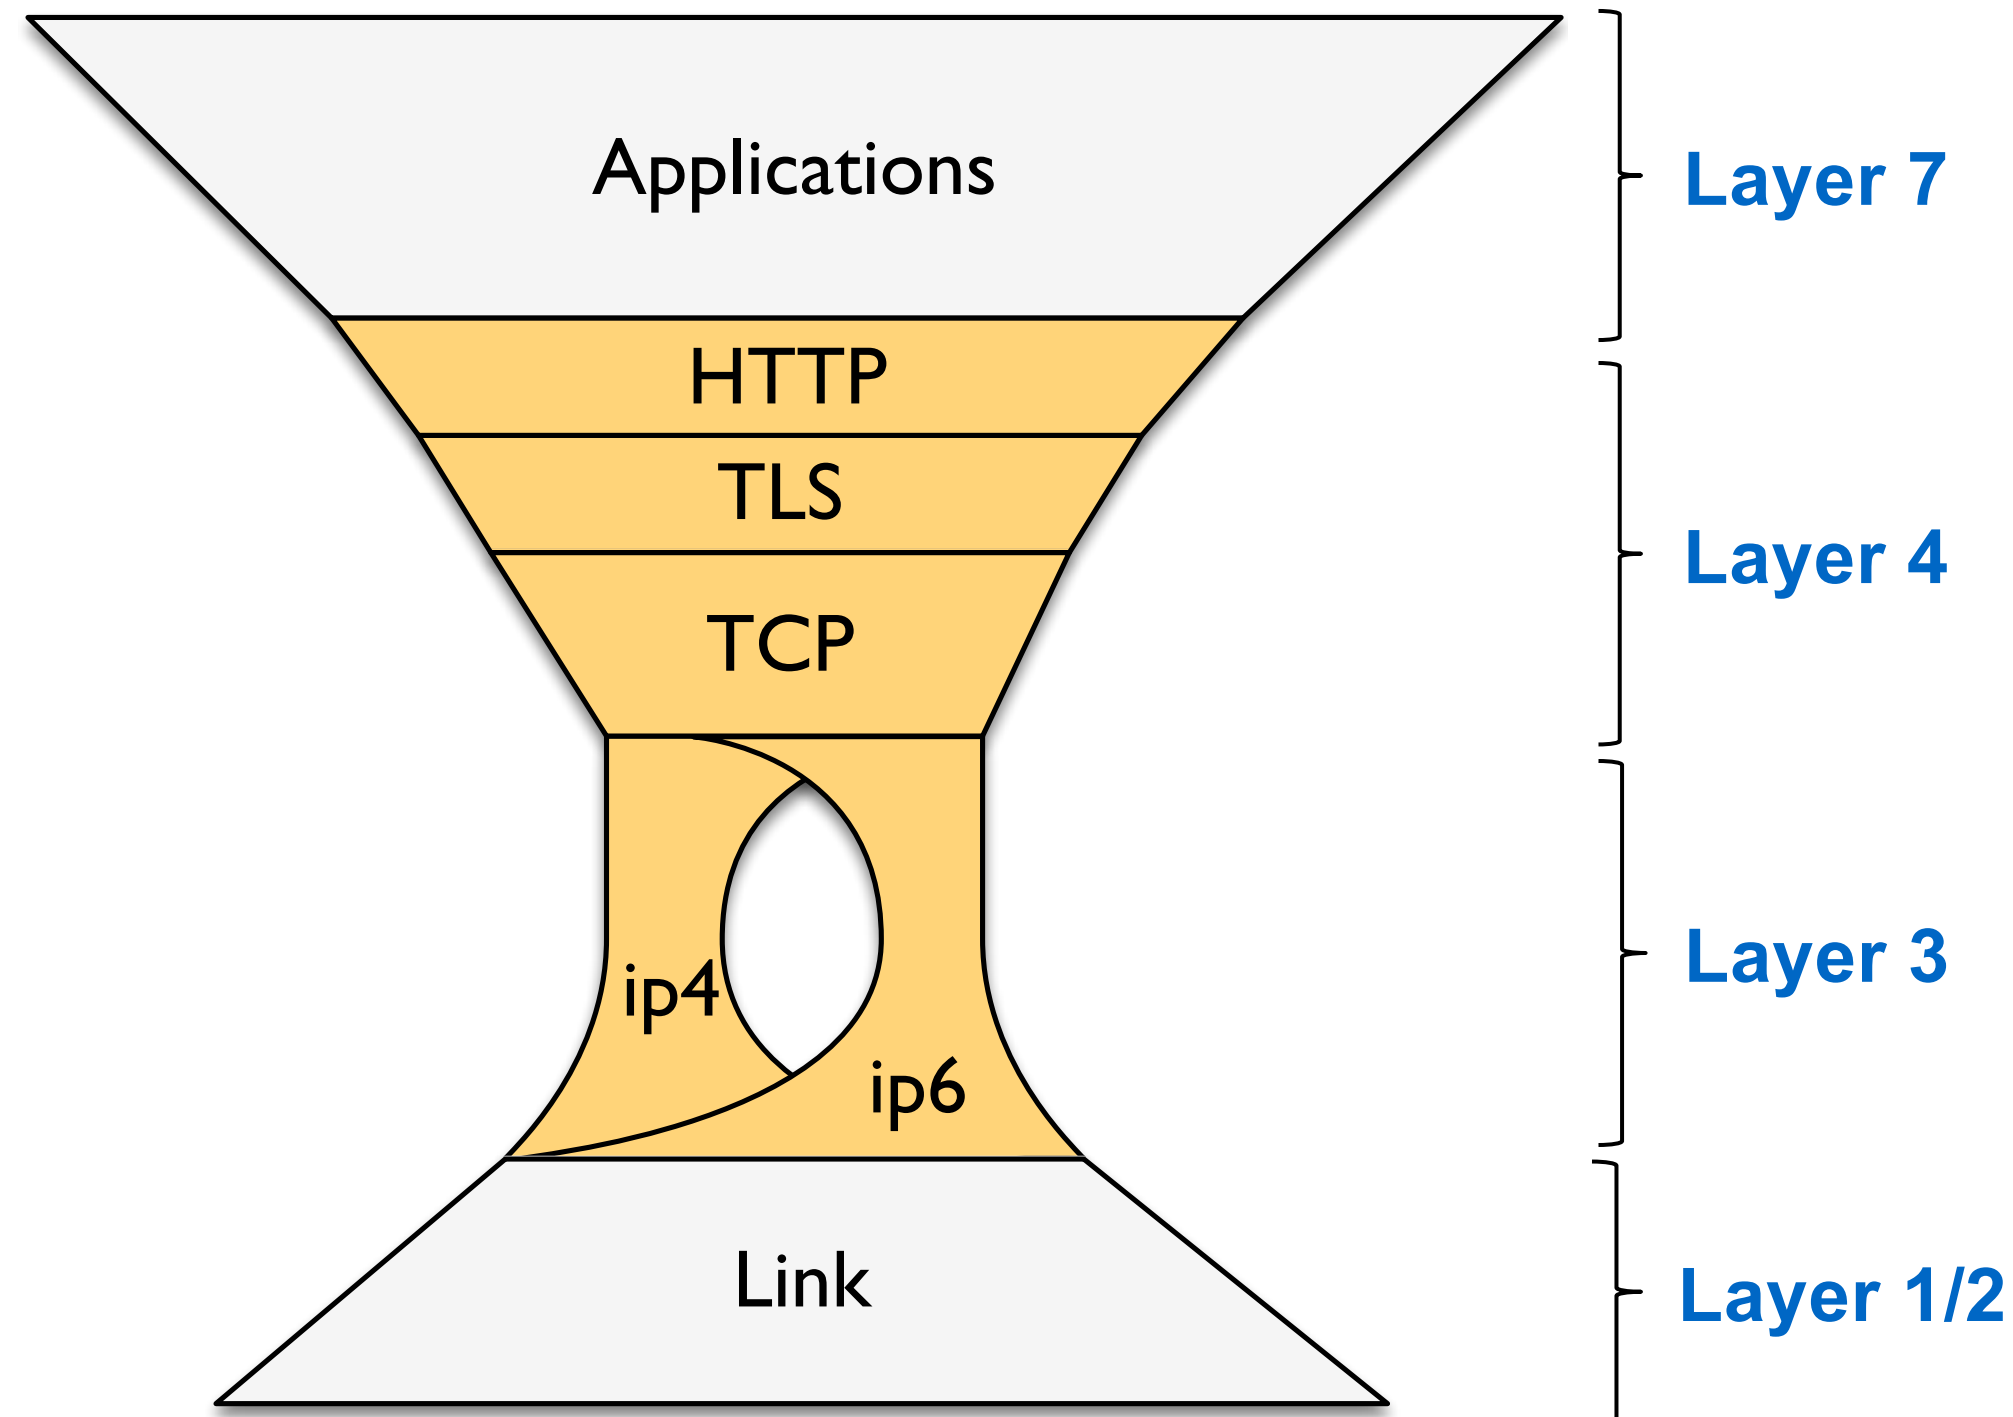 Applications
Layer 7
HTTP
TLS
Layer 4
TCP
ip4
Layer 3
ip6
Link
Layer 1/2